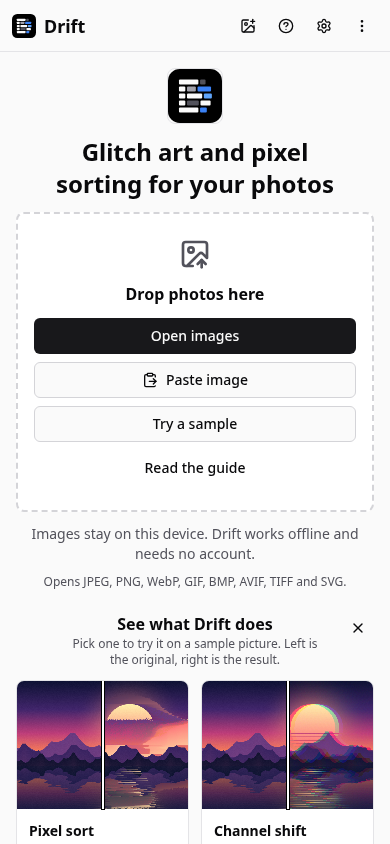 Drift
Glitch art and pixel
sorting for your photos
Drop photos here
Open images
Paste image
Try a sample
Read the guide
Images stay on this device. Drift works offline and
needs no account.
Opens JPEG, PNG, WebP, GIF, BMP, AVIF, TIFF and SVG.
See what Drift does
Pick one to try it on a sample picture. Left is
the original, right is the result.
Pixel sort
Channel shift